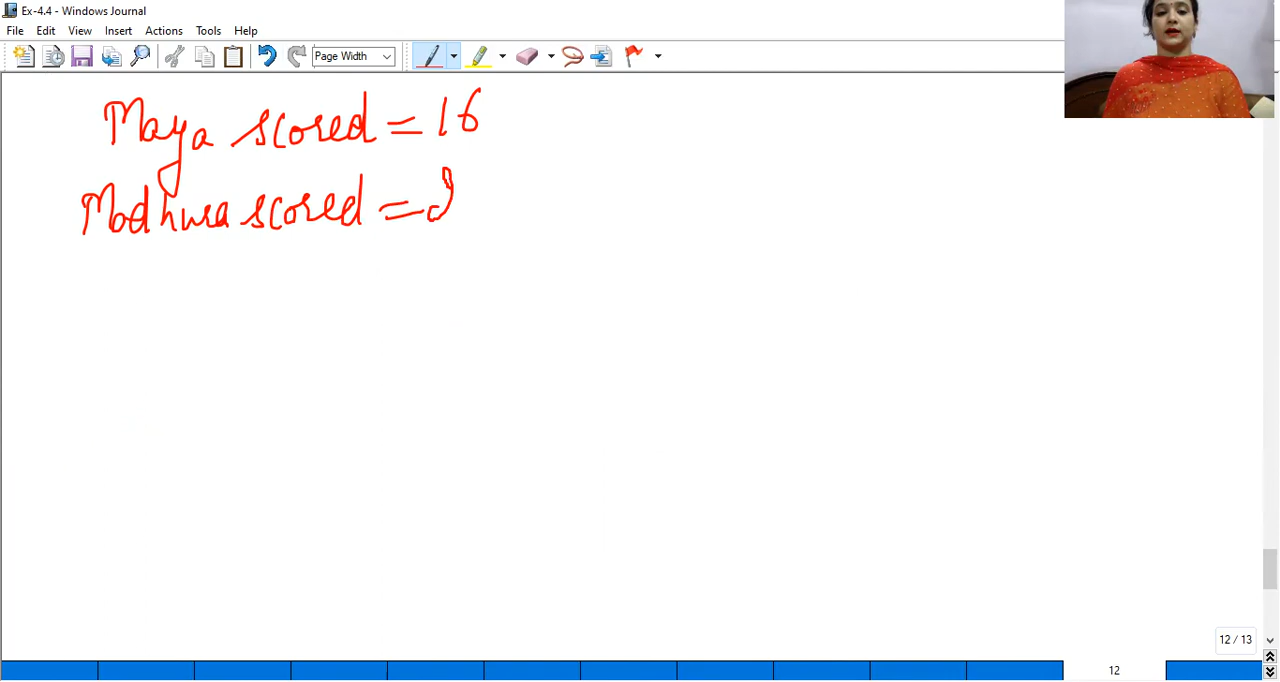 Ex-4.4 - Windows Journal
File Edit View Insert Actions Tools Help
Page Width
Maya scored = 16
Madhura scored =
12 / 13
12